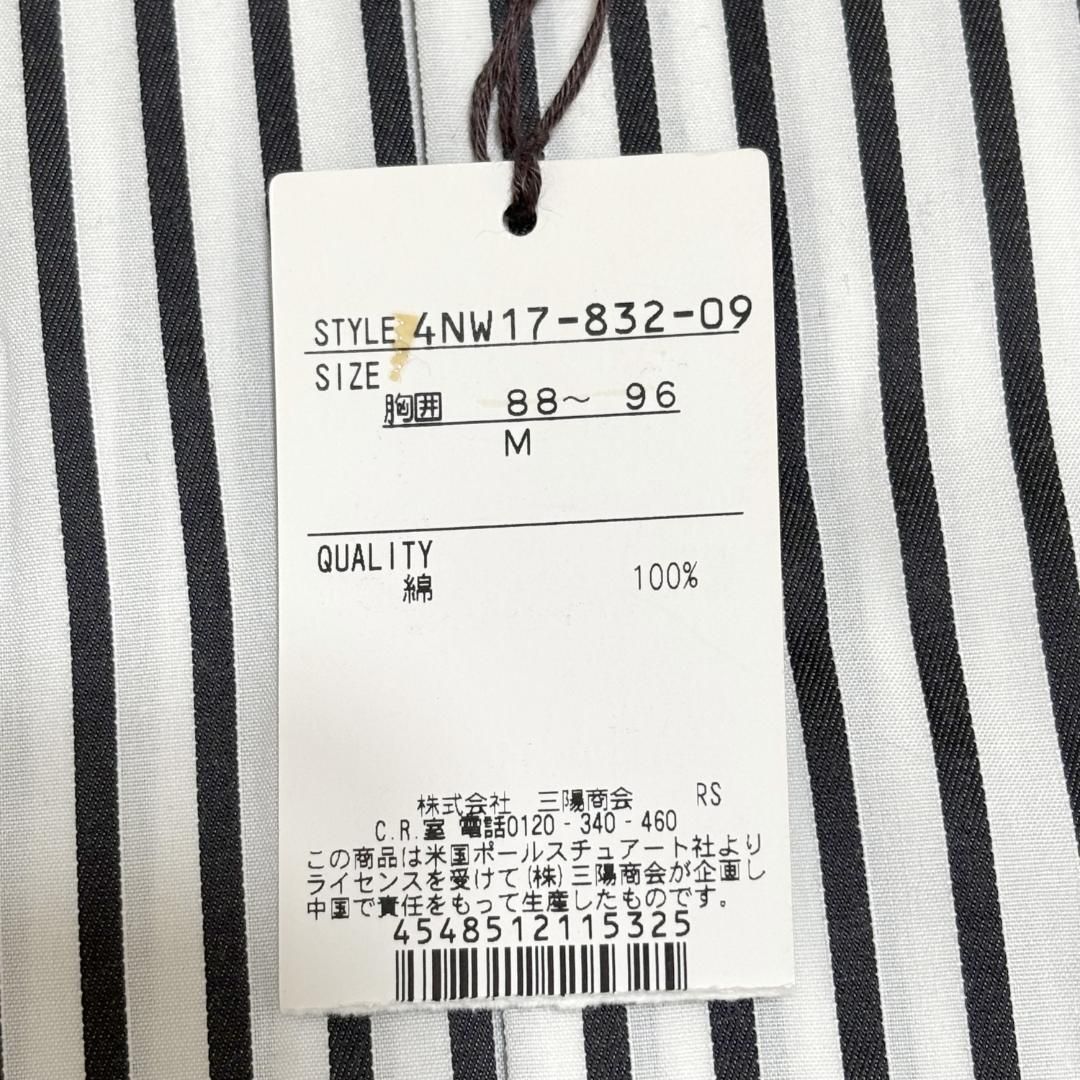 STYLE 4NW17-832-09
SIZE
胸囲 88～ 96
M
QUALITY
綿 100%
株式会社 三陽商会 RS
C.R.室 電話0120-340-460
この商品は米国ポールスチュアート社より
ライセンスを受けて(株)三陽商会が企画し
中国で責任をもって生産したものです。
4548512115325